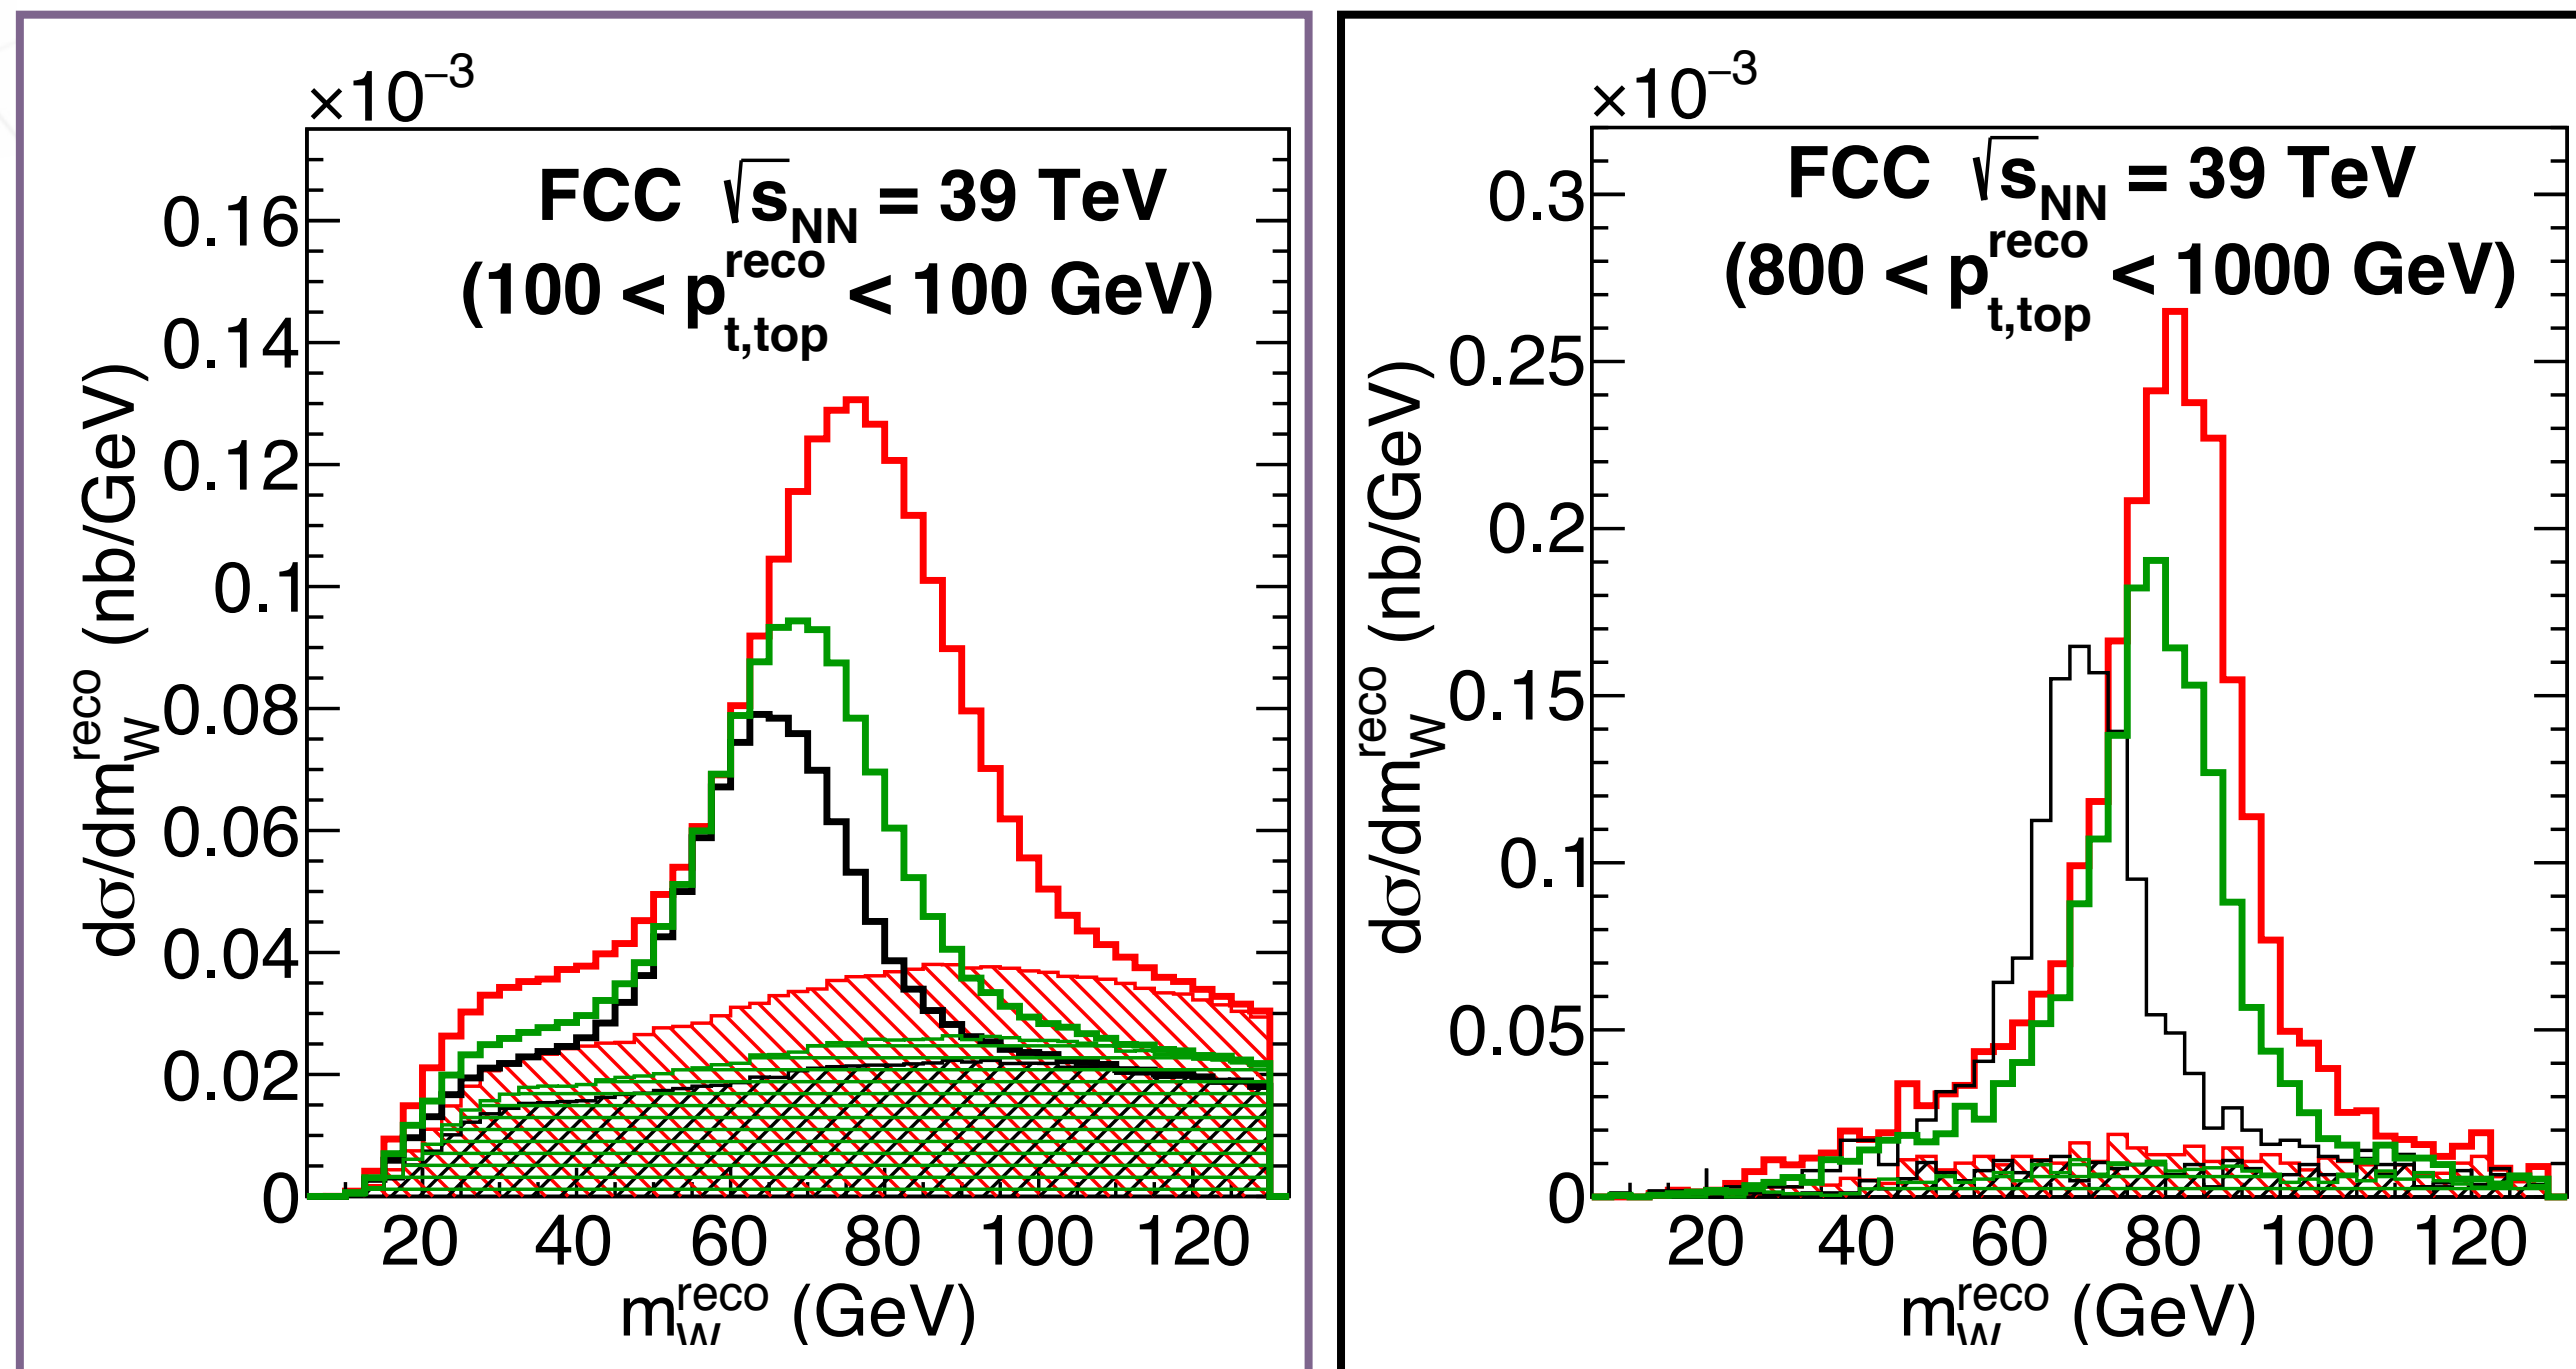 ×10⁻³
FCC √s_NN = 39 TeV
(100 < p_t,top^reco < 100 GeV)
0.16
0.14
0.12
0.1
0.08
0.06
0.04
0.02
0
20 40 60 80 100 120
dσ/dm_W^reco (nb/GeV)
m_W^reco (GeV)
×10⁻³
FCC √s_NN = 39 TeV
(800 < p_t,top^reco < 1000 GeV)
0.3
0.25
0.2
0.15
0.1
0.05
0
20 40 60 80 100 120
dσ/dm_W^reco (nb/GeV)
m_W^reco (GeV)